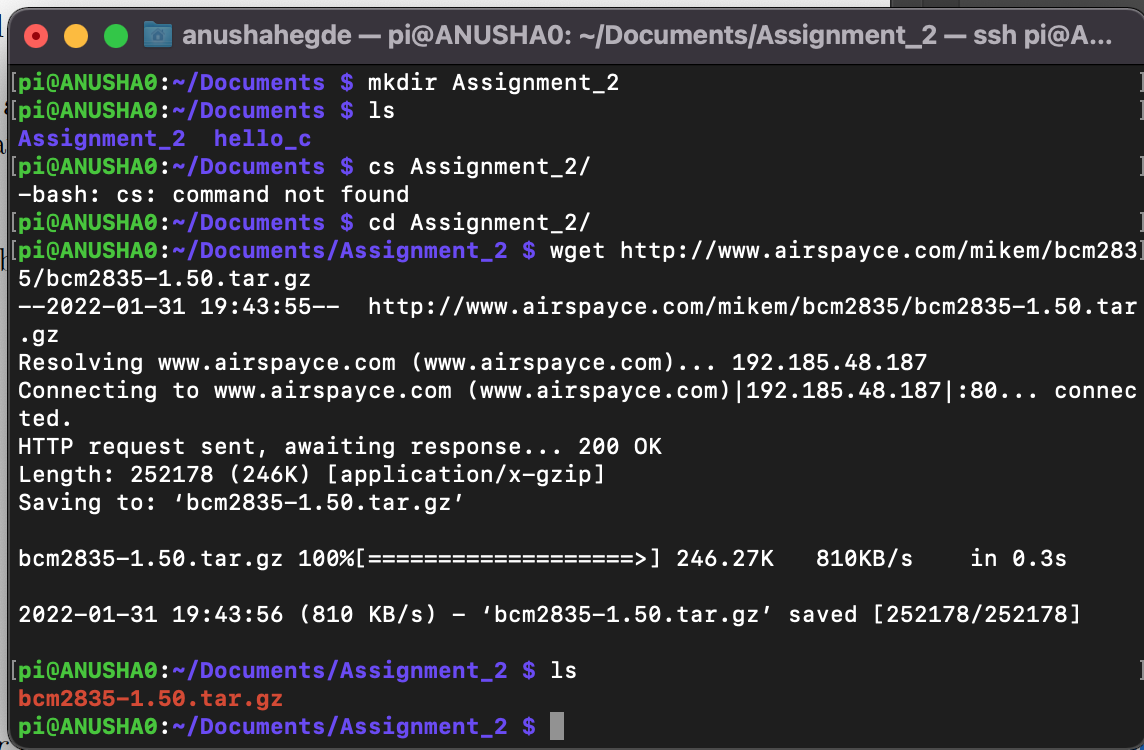 anushahegde — pi@ANUSHA0: ~/Documents/Assignment_2 — ssh pi@A...
[pi@ANUSHA0:~/Documents $ mkdir Assignment_2 ]
[pi@ANUSHA0:~/Documents $ ls ]
Assignment_2  hello_c
[pi@ANUSHA0:~/Documents $ cs Assignment_2/ ]
-bash: cs: command not found
[pi@ANUSHA0:~/Documents $ cd Assignment_2/ ]
[pi@ANUSHA0:~/Documents/Assignment_2 $ wget http://www.airspayce.com/mikem/bcm283]
5/bcm2835-1.50.tar.gz
--2022-01-31 19:43:55--  http://www.airspayce.com/mikem/bcm2835/bcm2835-1.50.tar
.gz
Resolving www.airspayce.com (www.airspayce.com)... 192.185.48.187
Connecting to www.airspayce.com (www.airspayce.com)|192.185.48.187|:80... connec
ted.
HTTP request sent, awaiting response... 200 OK
Length: 252178 (246K) [application/x-gzip]
Saving to: ‘bcm2835-1.50.tar.gz’
bcm2835-1.50.tar.gz 100%[===================>] 246.27K   810KB/s    in 0.3s
2022-01-31 19:43:56 (810 KB/s) - ‘bcm2835-1.50.tar.gz’ saved [252178/252178]
[pi@ANUSHA0:~/Documents/Assignment_2 $ ls ]
bcm2835-1.50.tar.gz
pi@ANUSHA0:~/Documents/Assignment_2 $